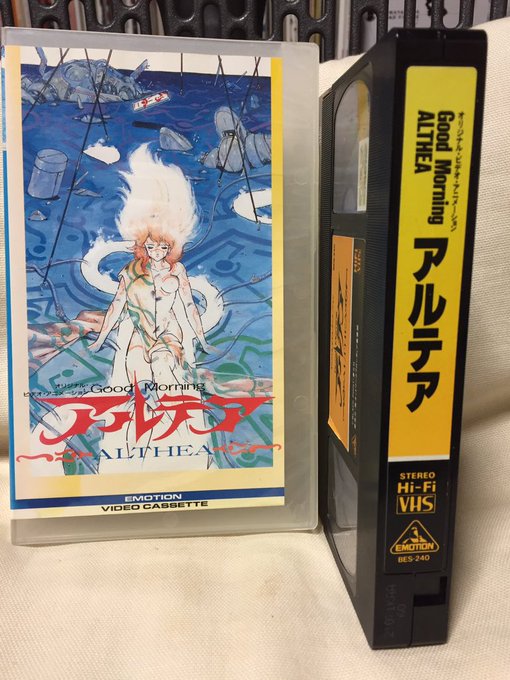 オリジナル・
ビデオ・アニメーション
Good Morning
アルテア
ALTHEA
EMOTION
VIDEO CASSETTE
オリジナル・ビデオ・アニメーション
Good Morning
ALTHEA
アルテア
STEREO
Hi-Fi
VHS
EMOTION
BES-240